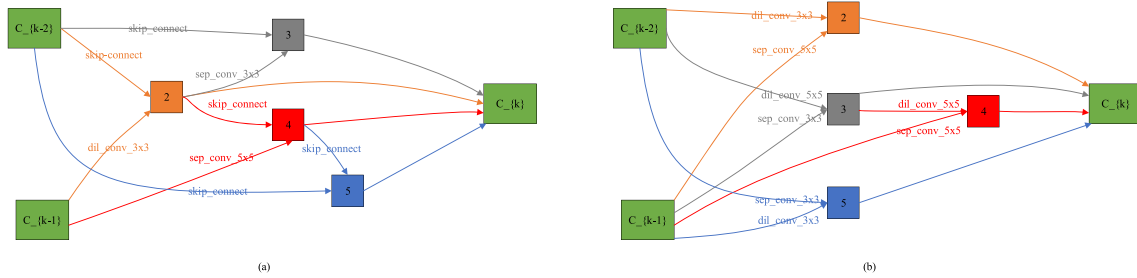 C_{k-2}
skip_connect
3
skip-connect
sep_conv_3x3
2
skip_connect
C_{k}
4
dil_conv_3x3
sep_conv_5x5
skip_connect
skip_connect
5
C_{k-1}
(a)
C_{k-2}
dil_conv_3x3
2
sep_conv_5x5
dil_conv_5x5
3
dil_conv_5x5
4
C_{k}
sep_conv_3x3
sep_conv_5x5
sep_conv_3x3
5
C_{k-1}
dil_conv_3x3
(b)